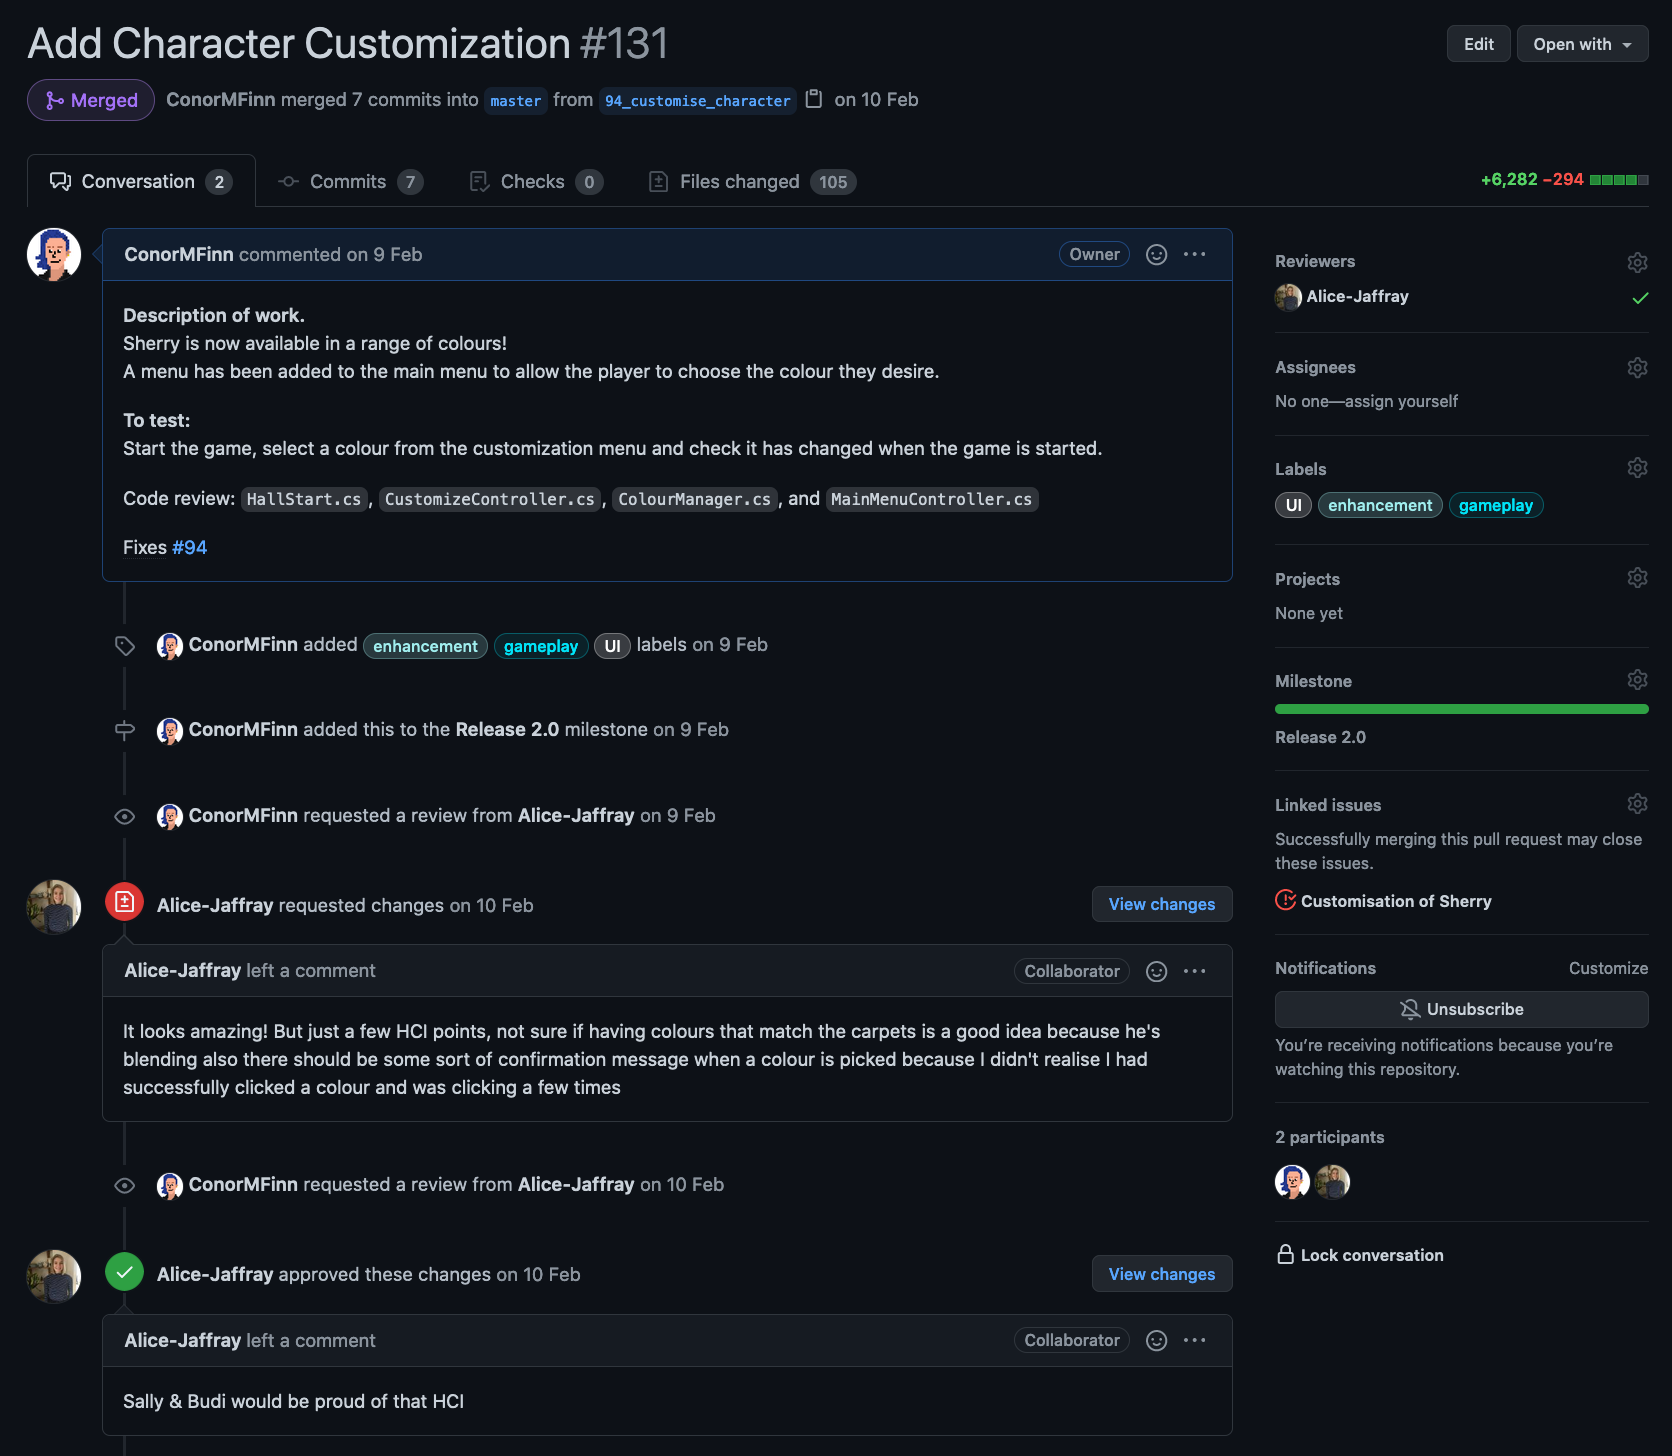 Add Character Customization #131
Edit
Open with
Merged
ConorMFinn merged 7 commits into master from 94_customise_character on 10 Feb
Conversation 2
Commits 7
Checks 0
Files changed 105
+6,282 −294
ConorMFinn commented on 9 Feb
Owner
Description of work.
Sherry is now available in a range of colours!
A menu has been added to the main menu to allow the player to choose the colour they desire.
To test:
Start the game, select a colour from the customization menu and check it has changed when the game is started.
Code review: HallStart.cs, CustomizeController.cs, ColourManager.cs, and MainMenuController.cs
Fixes #94
ConorMFinn added enhancement gameplay UI labels on 9 Feb
ConorMFinn added this to the Release 2.0 milestone on 9 Feb
ConorMFinn requested a review from Alice-Jaffray on 9 Feb
Alice-Jaffray requested changes on 10 Feb
View changes
Alice-Jaffray left a comment
Collaborator
It looks amazing! But just a few HCI points, not sure if having colours that match the carpets is a good idea because he's
blending also there should be some sort of confirmation message when a colour is picked because I didn't realise I had
successfully clicked a colour and was clicking a few times
ConorMFinn requested a review from Alice-Jaffray on 10 Feb
Alice-Jaffray approved these changes on 10 Feb
View changes
Alice-Jaffray left a comment
Collaborator
Sally & Budi would be proud of that HCI
Reviewers
Alice-Jaffray
Assignees
No one—assign yourself
Labels
UI enhancement gameplay
Projects
None yet
Milestone
Release 2.0
Linked issues
Successfully merging this pull request may close
these issues.
Customisation of Sherry
Notifications
Customize
Unsubscribe
You’re receiving notifications because you’re
watching this repository.
2 participants
Lock conversation